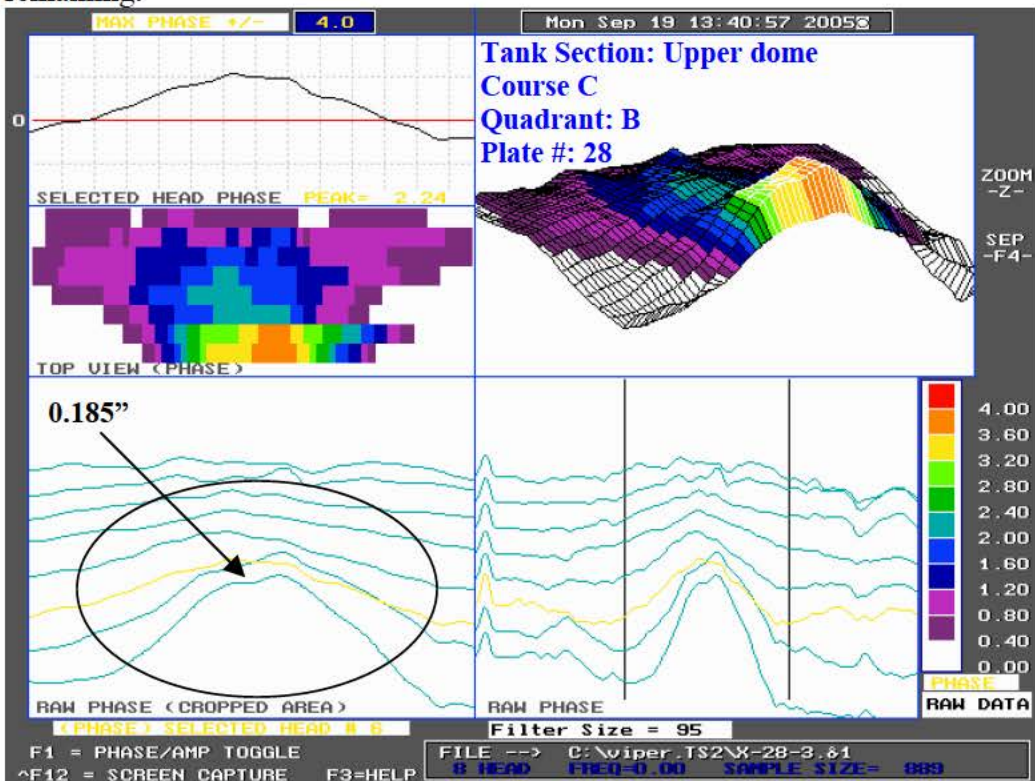 remaining.
MAX PHASE +/- 4.0
Mon Sep 19 13:40:57 2005
Tank Section: Upper dome
Course C
Quadrant: B
Plate #: 28
0
SELECTED HEAD PHASE PEAK= 2.24
ZOOM
-Z-
SEP
-F4-
TOP VIEW (PHASE)
0.185”
4.00
3.60
3.20
2.80
2.40
2.00
1.60
1.20
0.80
0.40
0.00
PHASE
RAW DATA
RAW PHASE (CROPPED AREA)
RAW PHASE
(PHASE) SELECTED HEAD # 6
Filter Size = 95
F1 = PHASE/AMP TOGGLE
^F12 = SCREEN CAPTURE F3=HELP
FILE --> C:\viper.TS2\X-28-3.&1
8 HEAD FREQ=0.00 SAMPLE SIZE= 889